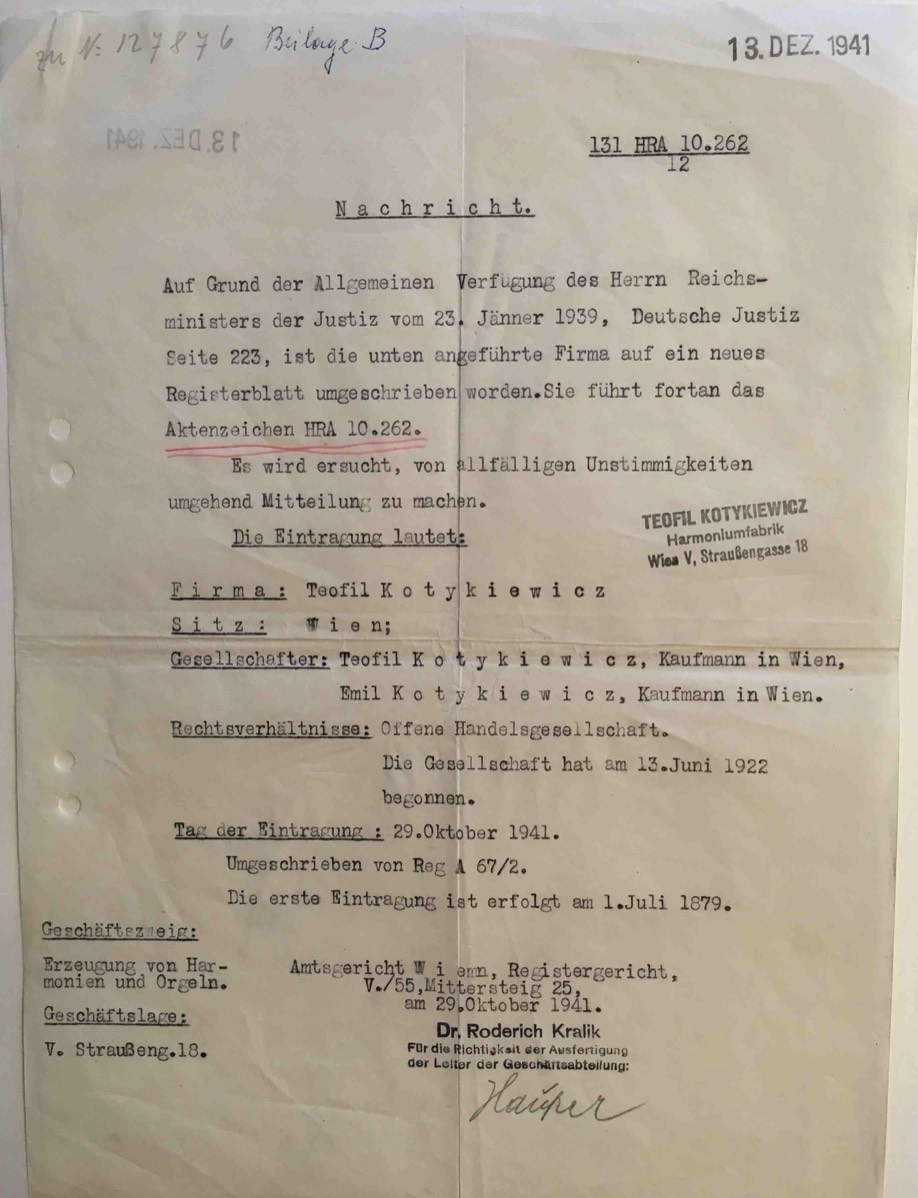 zu No 127876 Beilage B
13. DEZ. 1941
13. DEZ. 1941
131 HRA 10.262
12
Nachricht.
Auf Grund der Allgemeinen Verfügung des Herrn Reichs-
ministers der Justiz vom 23. Jänner 1939, Deutsche Justiz
Seite 223, ist die unten angeführte Firma auf ein neues
Registerblatt umgeschrieben worden.Sie führt fortan das
Aktenzeichen HRA 10.262.
Es wird ersucht, von allfälligen Unstimmigkeiten
umgehend Mitteilung zu machen.
TEOFIL KOTYKIEWICZ
Harmoniumfabrik
Wien V, Straußengasse 18
Die Eintragung lautet:
Firma: Teofil Kotykiewicz
Sitz: Wien;
Gesellschafter: Teofil Kotykiewicz, Kaufmann in Wien,
Emil Kotykiewicz, Kaufmann in Wien.
Rechtsverhältnisse: Offene Handelsgesellschaft.
Die Gesellschaft hat am 13.Juni 1922
begonnen.
Tag der Eintragung : 29.Oktober 1941.
Umgeschrieben von Reg A 67/2.
Die erste Eintragung ist erfolgt am 1.Juli 1879.
Geschäftszweig:
Erzeugung von Har-
monien und Orgeln.
Geschäftslage:
V. Straußeng.18.
Amtsgericht Wienn, Registergericht,
V./55,Mittersteig 25,
am 29.Oktober 1941.
Dr. Roderich Kralik
Für die Richtigkeit der Ausfertigung
der Leiter der Geschäftsabteilung: